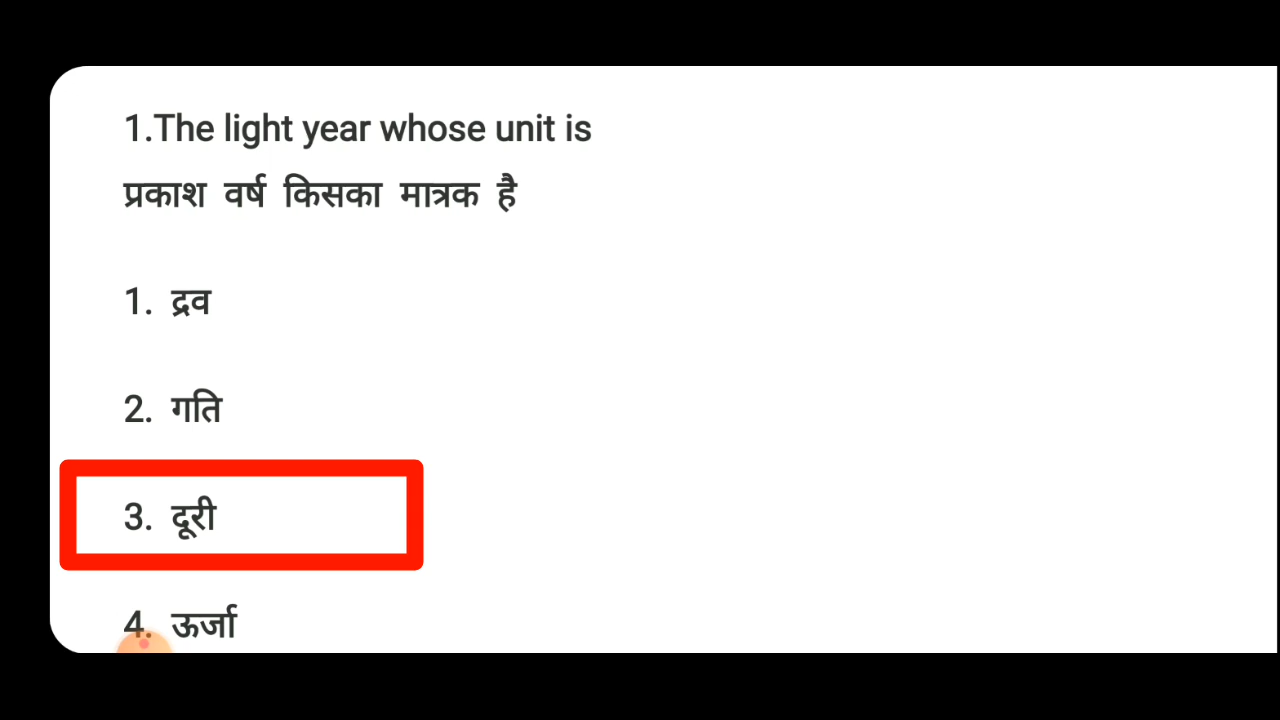 1.The light year whose unit is
प्रकाश वर्ष किसका मात्रक है
1. द्रव
2. गति
3. दूरी
4. ऊर्जा